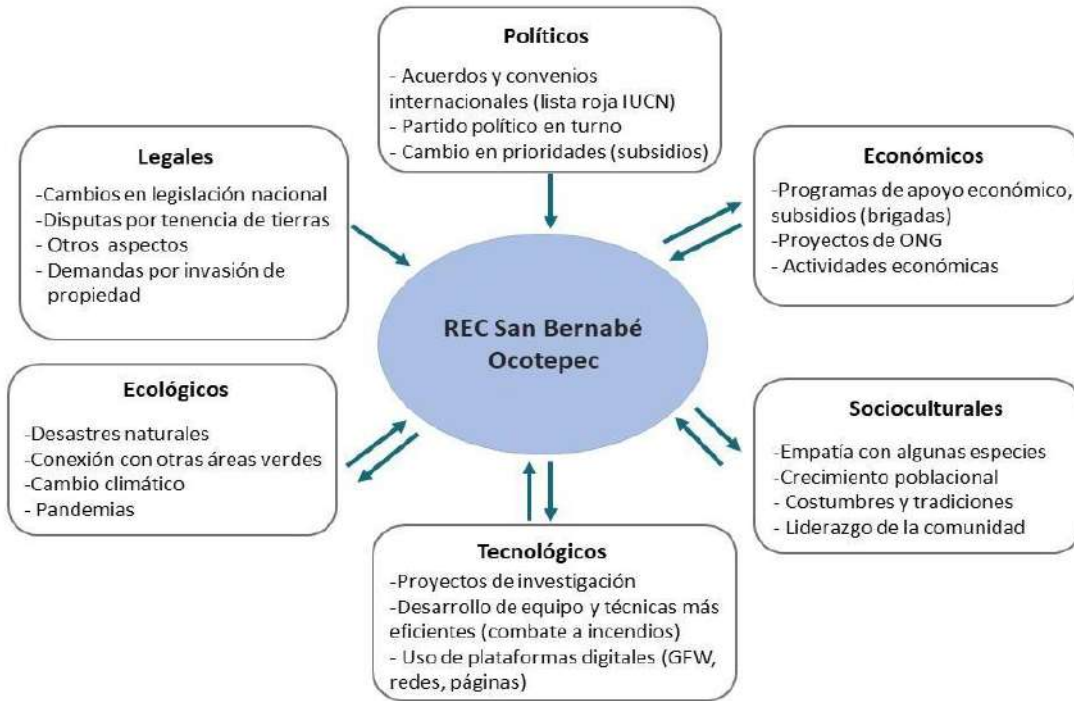 Políticos
- Acuerdos y convenios
internacionales (lista roja IUCN)
- Partido político en turno
- Cambio en prioridades (subsidios)
Legales
-Cambios en legislación nacional
-Disputas por tenencia de tierras
- Otros aspectos
- Demandas por invasión de
propiedad
Económicos
-Programas de apoyo económico,
subsidios (brigadas)
-Proyectos de ONG
- Actividades económicas
REC San Bernabé
Ocotepec
Ecológicos
-Desastres naturales
-Conexión con otras áreas verdes
-Cambio climático
- Pandemias
Socioculturales
-Empatía con algunas especies
-Crecimiento poblacional
- Costumbres y tradiciones
- Liderazgo de la comunidad
Tecnológicos
-Proyectos de investigación
-Desarrollo de equipo y técnicas más
eficientes (combate a incendios)
- Uso de plataformas digitales (GFW,
redes, páginas)